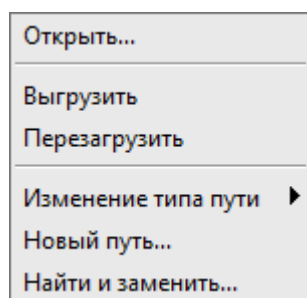 Открыть...
Выгрузить
Перезагрузить
Изменение типа пути
Новый путь...
Найти и заменить...